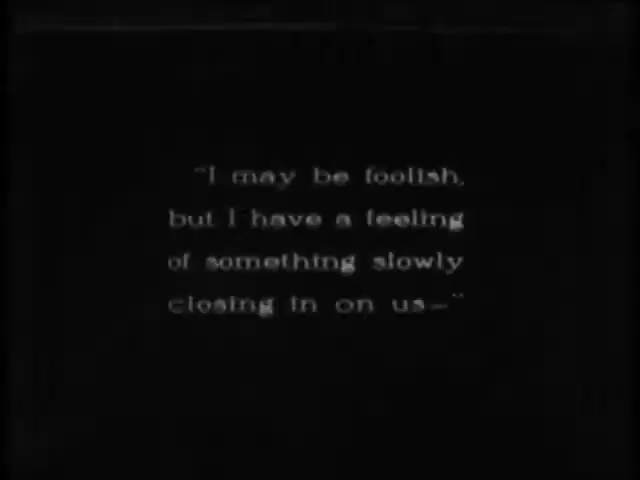 "I may be foolish,
but I have a feeling
of something slowly
closing in on us—"